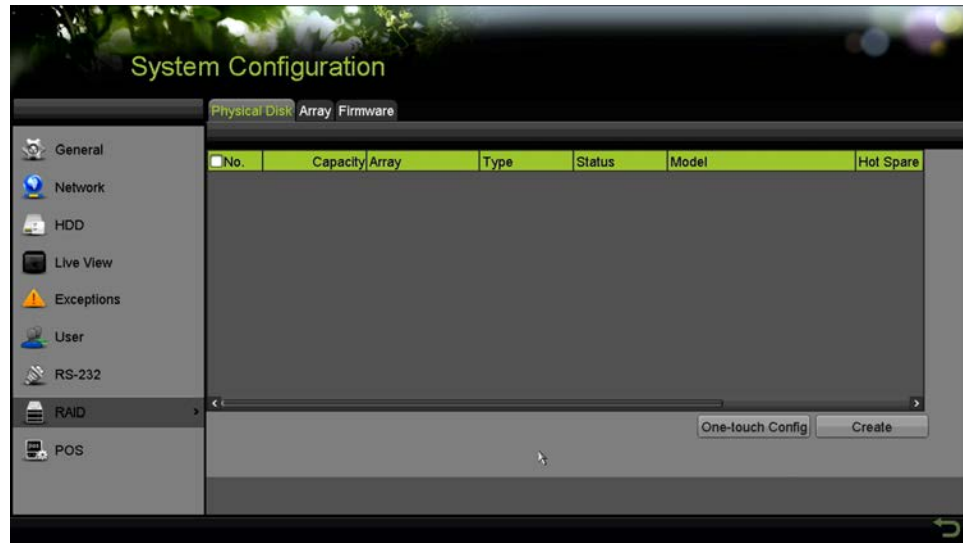 System Configuration
Physical Disk Array Firmware
General
Network
HDD
Live View
Exceptions
User
RS-232
RAID
POS
No. Capacity Array Type Status Model Hot Spare
One-touch Config Create